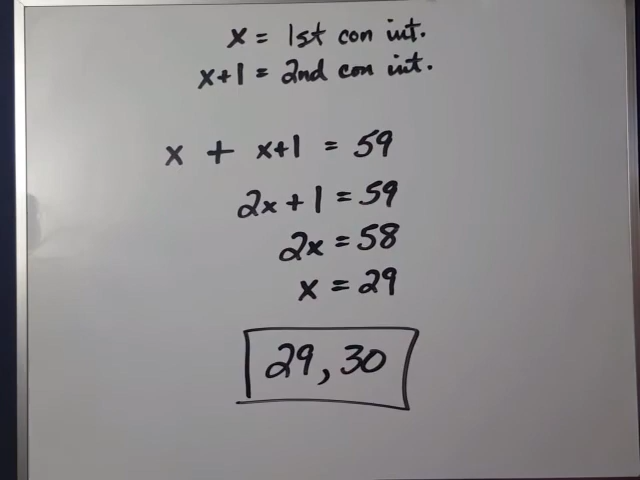 x = 1st con int.
x+1 = 2nd con int.
x + x+1 = 59
2x + 1 = 59
2x = 58
x = 29
29, 30